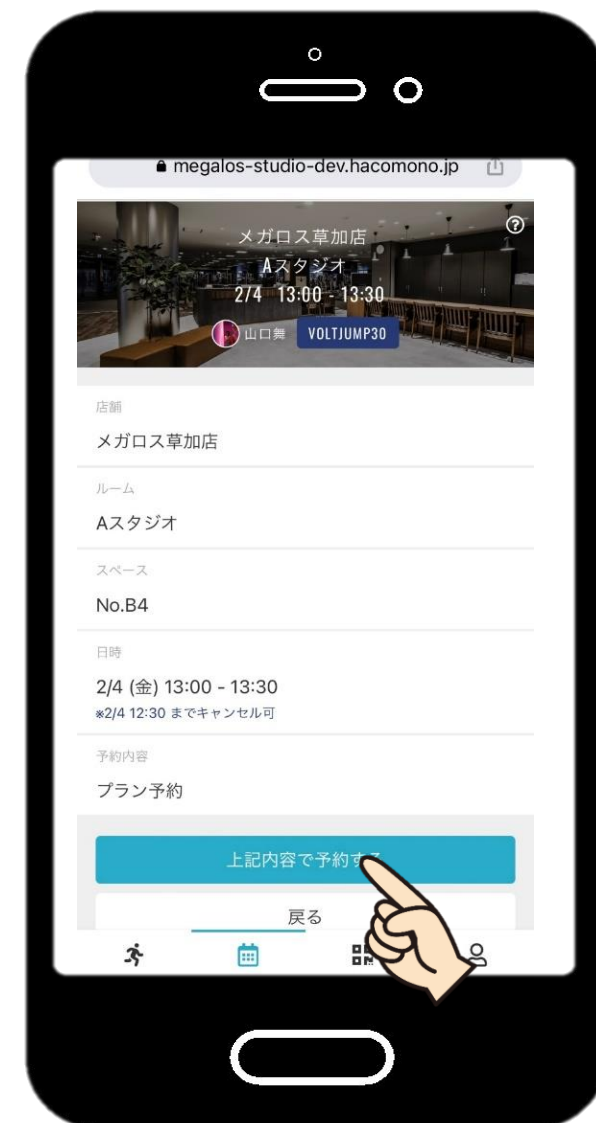 megalos-studio-dev.hacomono.jp
メガロス草加店
Aスタジオ
2/4 13:00 - 13:30
山口舞 VOLTJUMP30
店舗
メガロス草加店
ルーム
Aスタジオ
スペース
No.B4
日時
2/4 (金) 13:00 - 13:30
※2/4 12:30 までキャンセル可
予約内容
プラン予約
上記内容で予約する
戻る